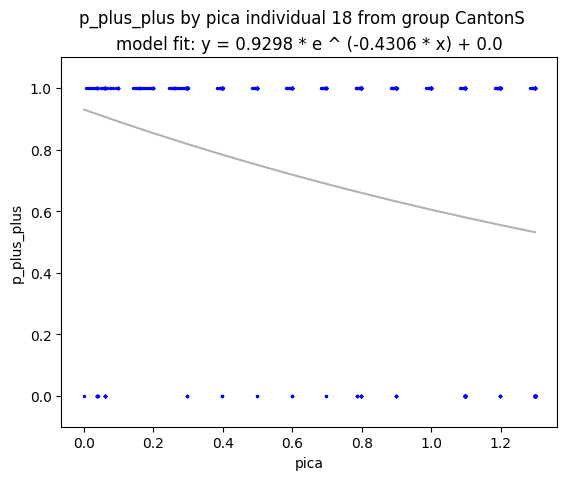 p_plus_plus by pica individual 18 from group CantonS
model fit: y = 0.9298 * e ^ (-0.4306 * x) + 0.0
1.0
0.8
0.6
0.4
0.2
0.0
p_plus_plus
0.0 0.2 0.4 0.6 0.8 1.0 1.2
pica